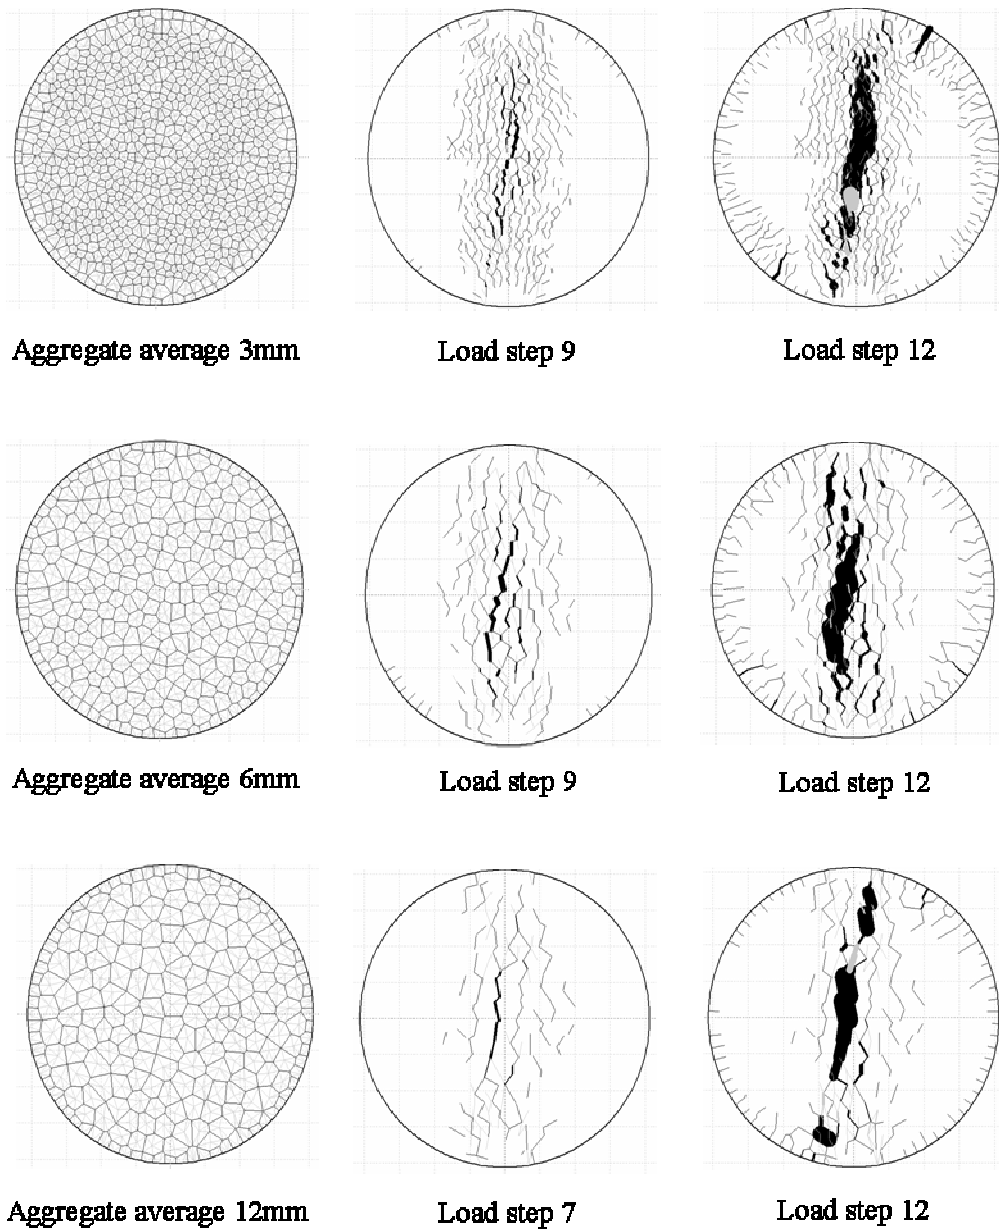 Aggregate average 3mm
Load step 9
Load step 12
Aggregate average 6mm
Load step 9
Load step 12
Aggregate average 12mm
Load step 7
Load step 12